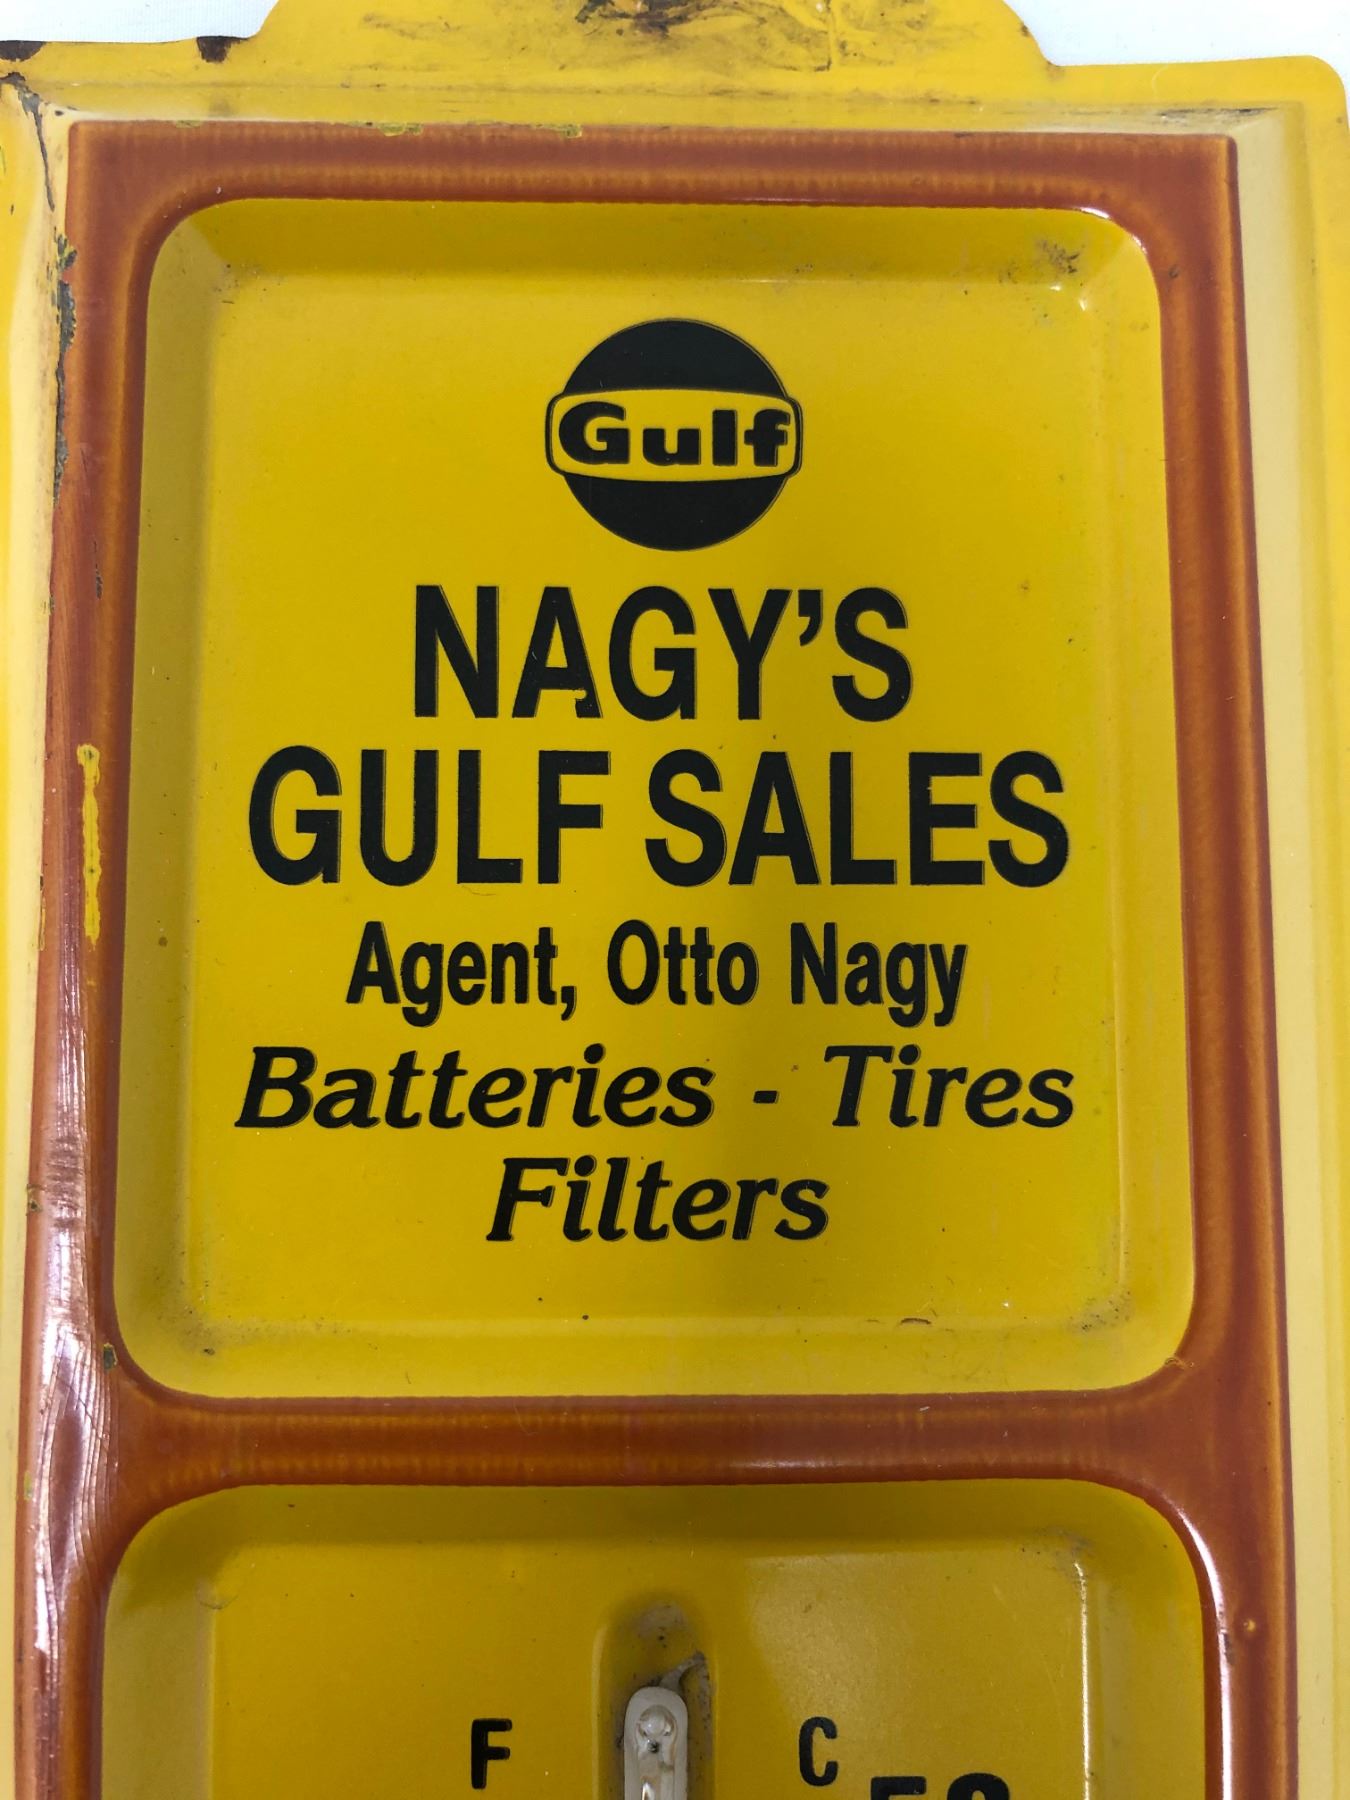 Gulf
NAGY'S
GULF SALES
Agent, Otto Nagy
Batteries - Tires
Filters
F C